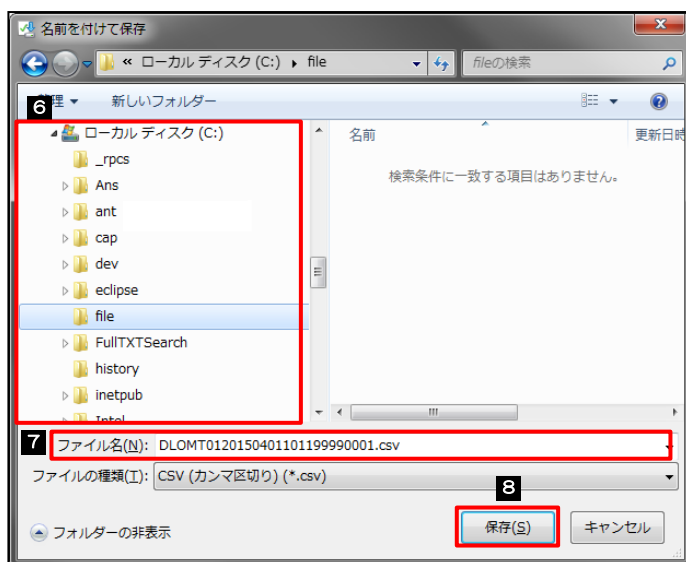 名前を付けて保存
« ローカル ディスク (C:) ▸ file
fileの検索
6
理 ▼ 新しいフォルダー
ローカル ディスク (C:)
_rpcs
Ans
ant
cap
dev
eclipse
file
FullTXTSearch
history
inetpub
Intel
名前
更新日時
検索条件に一致する項目はありません。
7
ファイル名(N): DLOMT0120150401101199990001.csv
ファイルの種類(T): CSV (カンマ区切り) (*.csv)
8
フォルダーの非表示
保存(S)
キャンセル